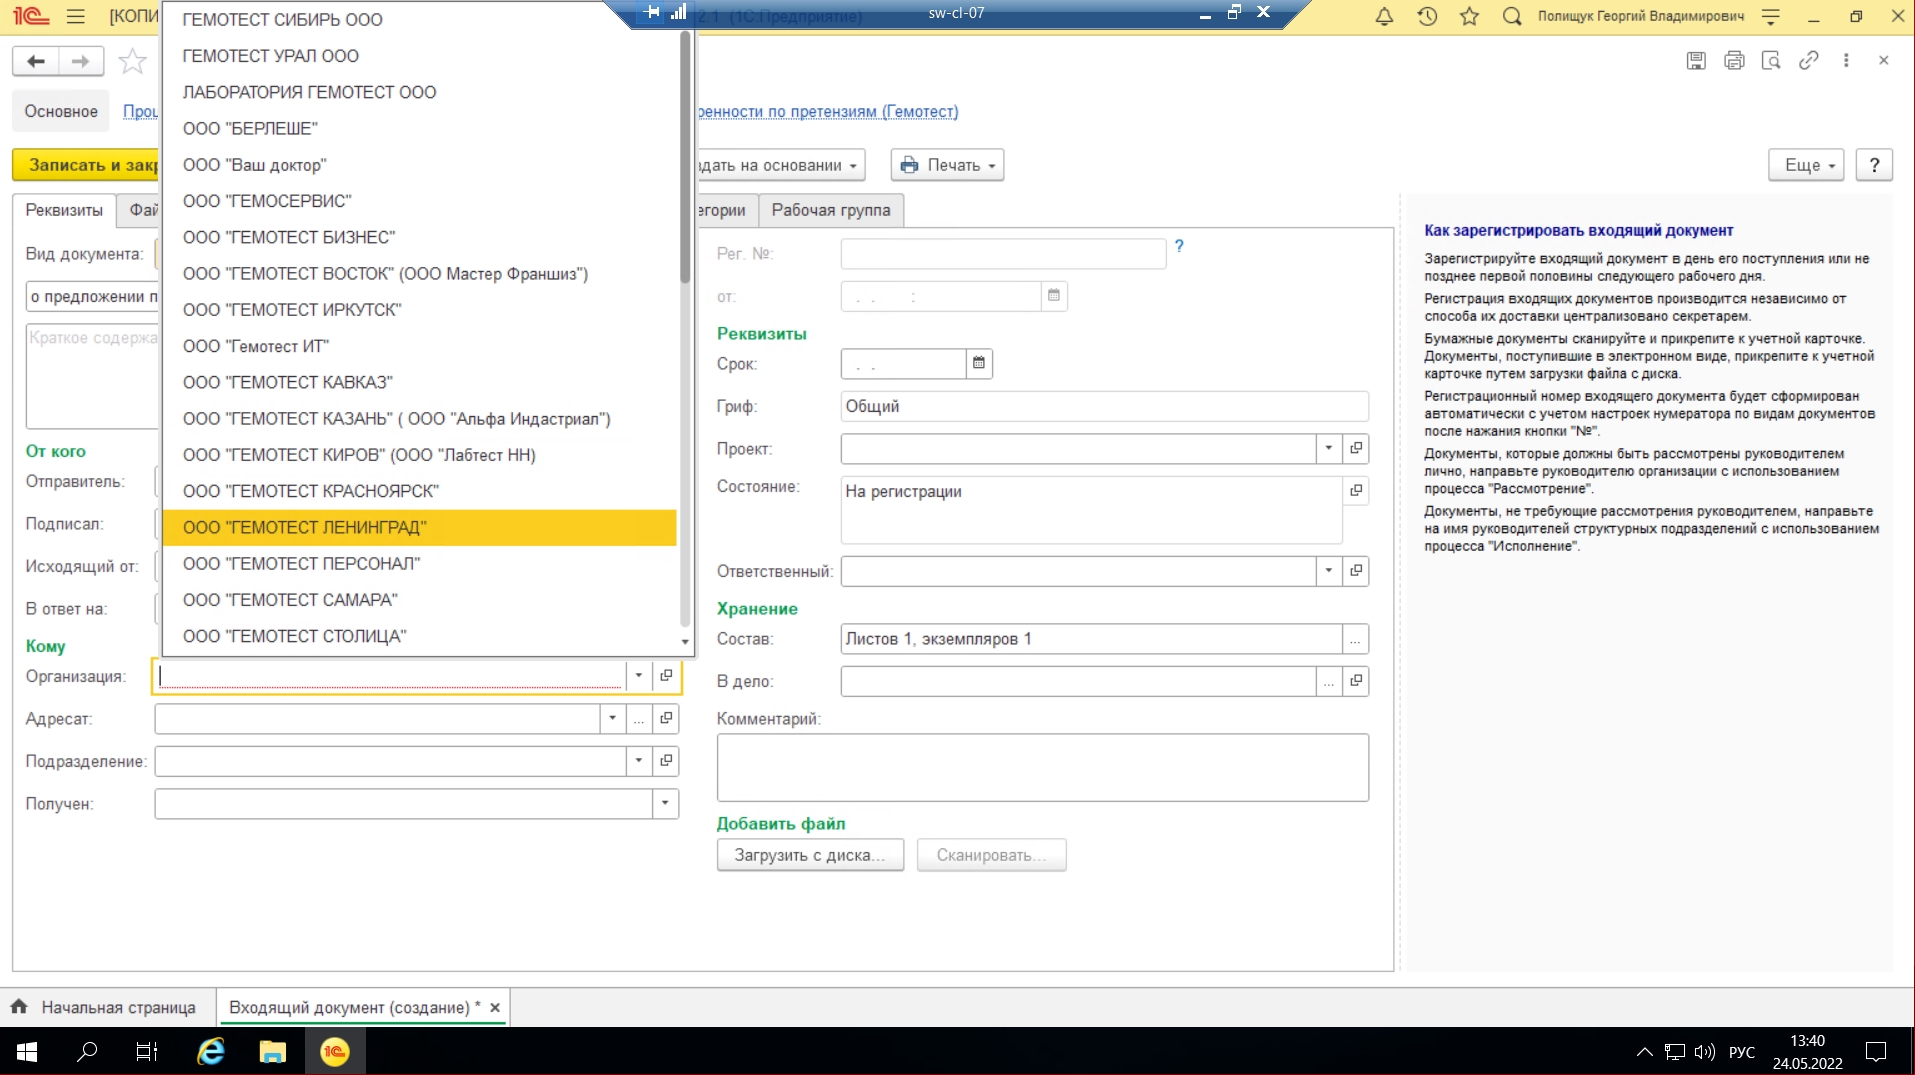 [КОПИ
2.1 (1С:Предприятие)
sw-cl-07
Полищук Георгий Владимирович
Основное
Проц
ренности по претензиям (Гемотест)
Записать и закр
здать на основании
Печать
Еще
?
Реквизиты
Фай
егории
Рабочая группа
ГЕМОТЕСТ СИБИРЬ ООО
ГЕМОТЕСТ УРАЛ ООО
ЛАБОРАТОРИЯ ГЕМОТЕСТ ООО
ООО "БЕРЛЕШЕ"
ООО "Ваш доктор"
ООО "ГЕМОСЕРВИС"
ООО "ГЕМОТЕСТ БИЗНЕС"
ООО "ГЕМОТЕСТ ВОСТОК" (ООО Мастер Франшиз")
ООО "ГЕМОТЕСТ ИРКУТСК"
ООО "Гемотест ИТ"
ООО "ГЕМОТЕСТ КАВКАЗ"
ООО "ГЕМОТЕСТ КАЗАНЬ" ( ООО "Альфа Индастриал")
ООО "ГЕМОТЕСТ КИРОВ" (ООО "Лабтест НН)
ООО "ГЕМОТЕСТ КРАСНОЯРСК"
ООО "ГЕМОТЕСТ ЛЕНИНГРАД"
ООО "ГЕМОТЕСТ ПЕРСОНАЛ"
ООО "ГЕМОТЕСТ САМАРА"
ООО "ГЕМОТЕСТ СТОЛИЦА"
Вид документа:
о предложении п
Краткое содержа
От кого
Отправитель:
Подписал:
Исходящий от:
В ответ на:
Кому
Организация:
Адресат:
...
Подразделение:
Получен:
Рег. №:
?
от:
. . :
Реквизиты
Срок:
. .
Гриф:
Общий
Проект:
Состояние:
На регистрации
Ответственный:
Хранение
Состав:
Листов 1, экземпляров 1
...
В дело:
...
Комментарий:
Добавить файл
Загрузить с диска...
Сканировать...
Как зарегистрировать входящий документ
Зарегистрируйте входящий документ в день его поступления или не
позднее первой половины следующего рабочего дня.
Регистрация входящих документов производится независимо от
способа их доставки централизовано секретарем.
Бумажные документы сканируйте и прикрепите к учетной карточке.
Документы, поступившие в электронном виде, прикрепите к учетной
карточке путем загрузки файла с диска.
Регистрационный номер входящего документа будет сформирован
автоматически с учетом настроек нумератора по видам документов
после нажания кнопки "№".
Документы, которые должны быть рассмотрены руководителем
лично, направьте руководителю организации с использованием
процесса "Рассмотрение".
Документы, не требующие рассмотрения руководителем, направьте
на имя руководителей структурных подразделений с использованием
процесса "Исполнение".
Начальная страница
Входящий документ (создание) *
РУС
13:40
24.05.2022